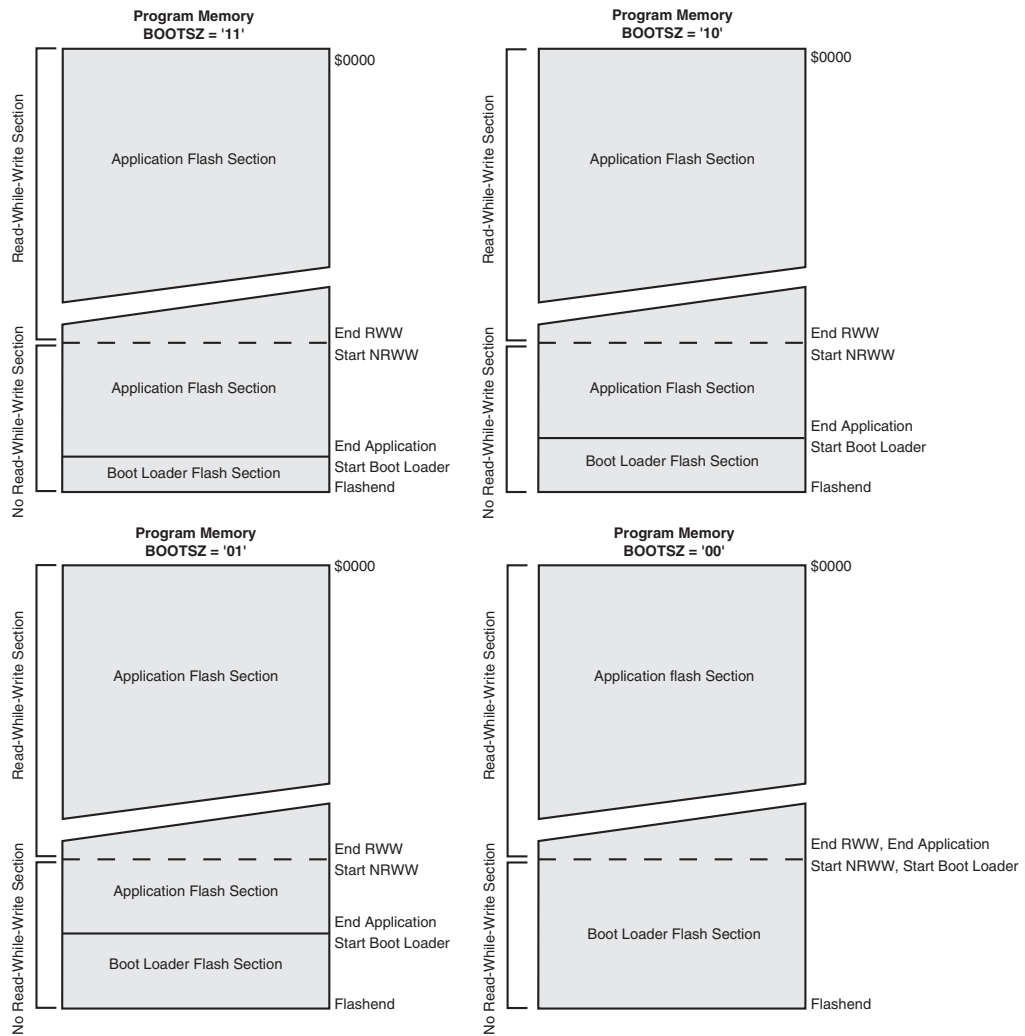 Program Memory
BOOTSZ = '11'
$0000
Read-While-Write Section
Application Flash Section
End RWW
Start NRWW
No Read-While-Write Section
Application Flash Section
End Application
Start Boot Loader
Boot Loader Flash Section
Flashend
Program Memory
BOOTSZ = '10'
$0000
Read-While-Write Section
Application Flash Section
End RWW
Start NRWW
No Read-While-Write Section
Application Flash Section
End Application
Start Boot Loader
Boot Loader Flash Section
Flashend
Program Memory
BOOTSZ = '01'
$0000
Read-While-Write Section
Application Flash Section
End RWW
Start NRWW
No Read-While-Write Section
Application Flash Section
End Application
Start Boot Loader
Boot Loader Flash Section
Flashend
Program Memory
BOOTSZ = '00'
$0000
Read-While-Write Section
Application flash Section
End RWW, End Application
Start NRWW, Start Boot Loader
No Read-While-Write Section
Boot Loader Flash Section
Flashend